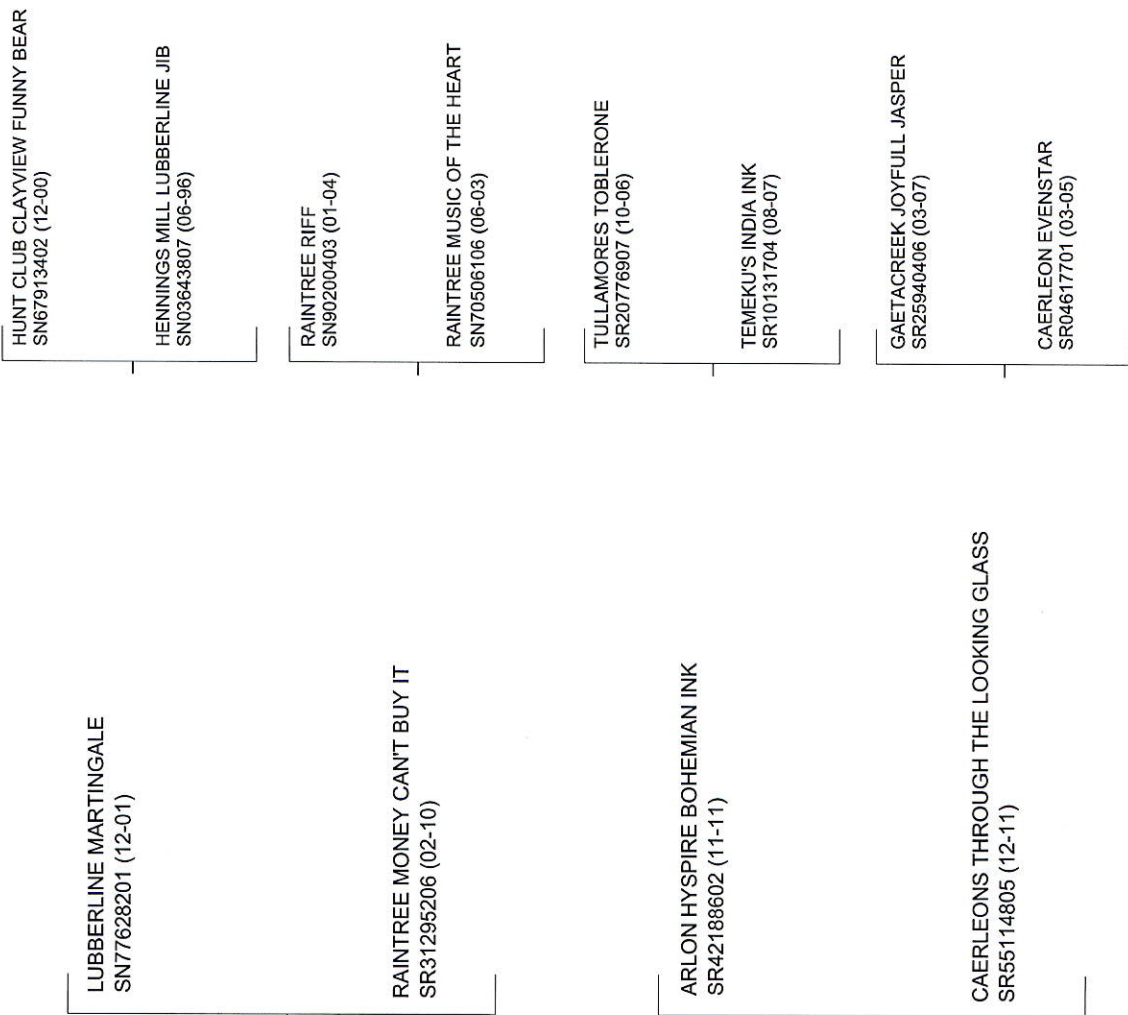 HUNT CLUB CLAYVIEW FUNNY BEAR
SN67913402 (12-00)
LUBBERLINE MARTINGALE
SN77628201 (12-01)
HENNINGS MILL LUBBERLINE JIB
SN03643807 (06-96)
RAINTREE RIFF
SN90200403 (01-04)
RAINTREE MONEY CAN'T BUY IT
SR31295206 (02-10)
RAINTREE MUSIC OF THE HEART
SN70506106 (06-03)
TULLAMORES TOBLERONE
SR20776907 (10-06)
ARLON HYSPIRE BOHEMIAN INK
SR42188602 (11-11)
TEMEKU'S INDIA INK
SR10131704 (08-07)
GAETACREEK JOYFULL JASPER
SR25940406 (03-07)
CAERLEONS THROUGH THE LOOKING GLASS
SR55114805 (12-11)
CAERLEON EVENSTAR
SR04617701 (03-05)